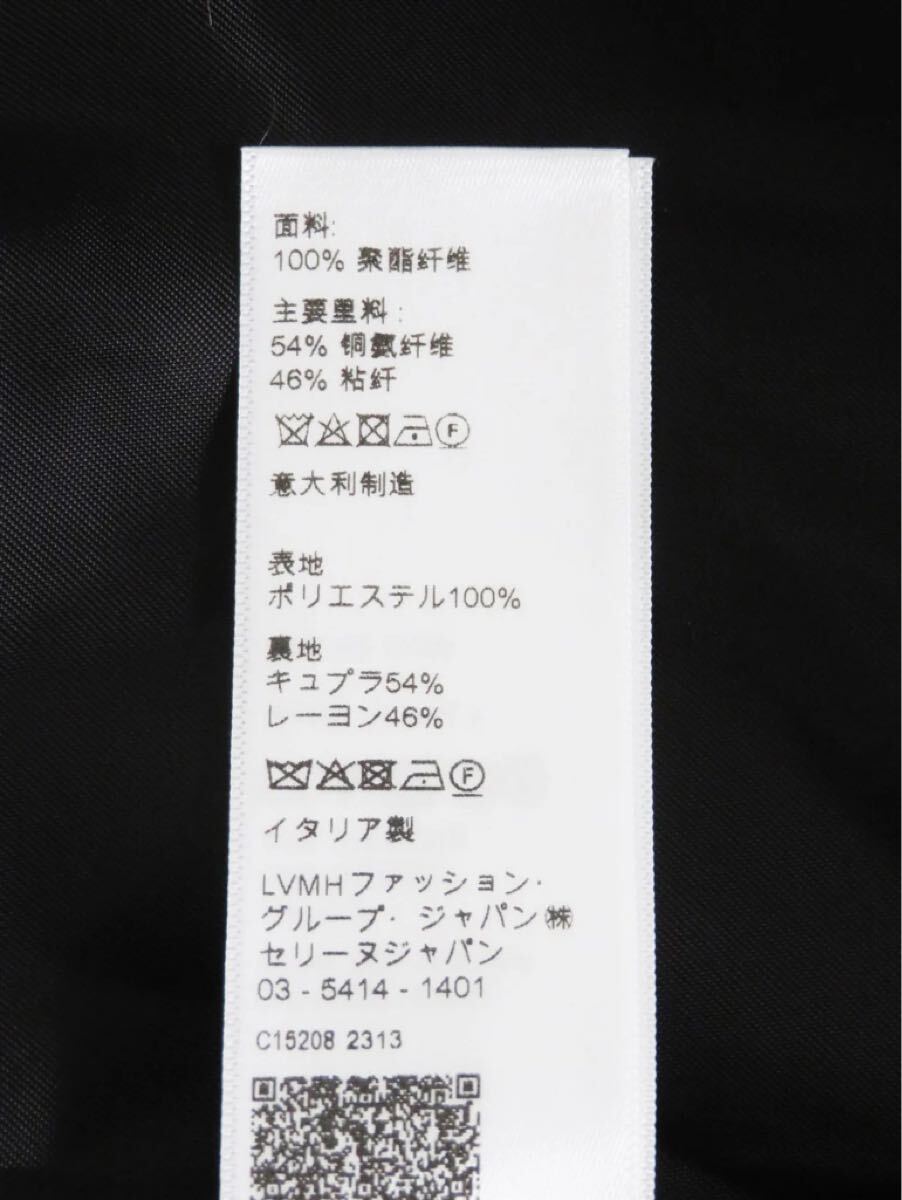 面料:
100% 聚酯纤维
主要里料:
54% 铜氨纤维
46% 粘纤
F
意大利制造
表地
ポリエステル100%
裏地
キュプラ54%
レーヨン46%
F
イタリア製
LVMHファッション・
グループ・ジャパン㈱
セリーヌジャパン
03 - 5414 - 1401
C15208 2313